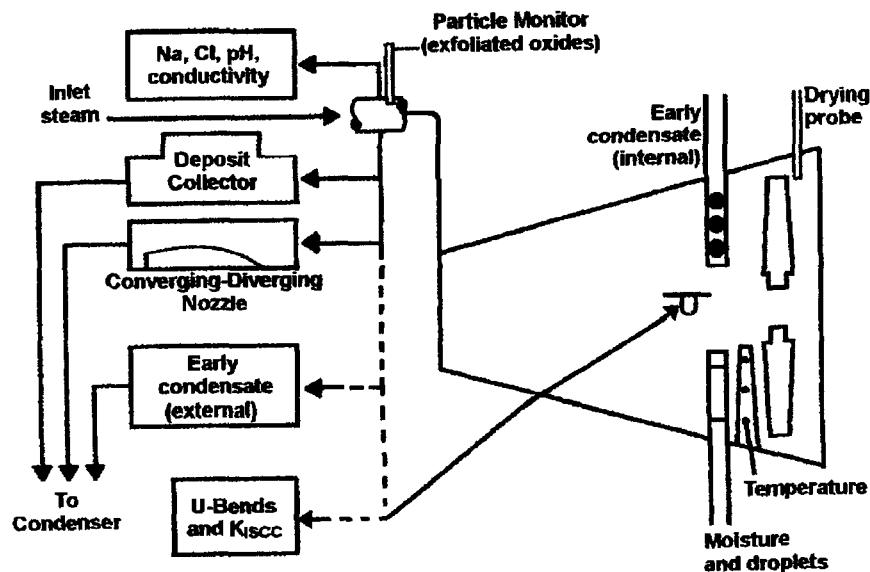 Particle Monitor
(exfoliated oxides)
Na, Cl, pH,
conductivity
Inlet
steam
Deposit
Collector
Converging-Diverging
Nozzle
Early
condensate
(external)
To
Condenser
U-Bends
and KISCC
Early
condensate
(internal)
Drying
probe
Temperature
Moisture
and droplets